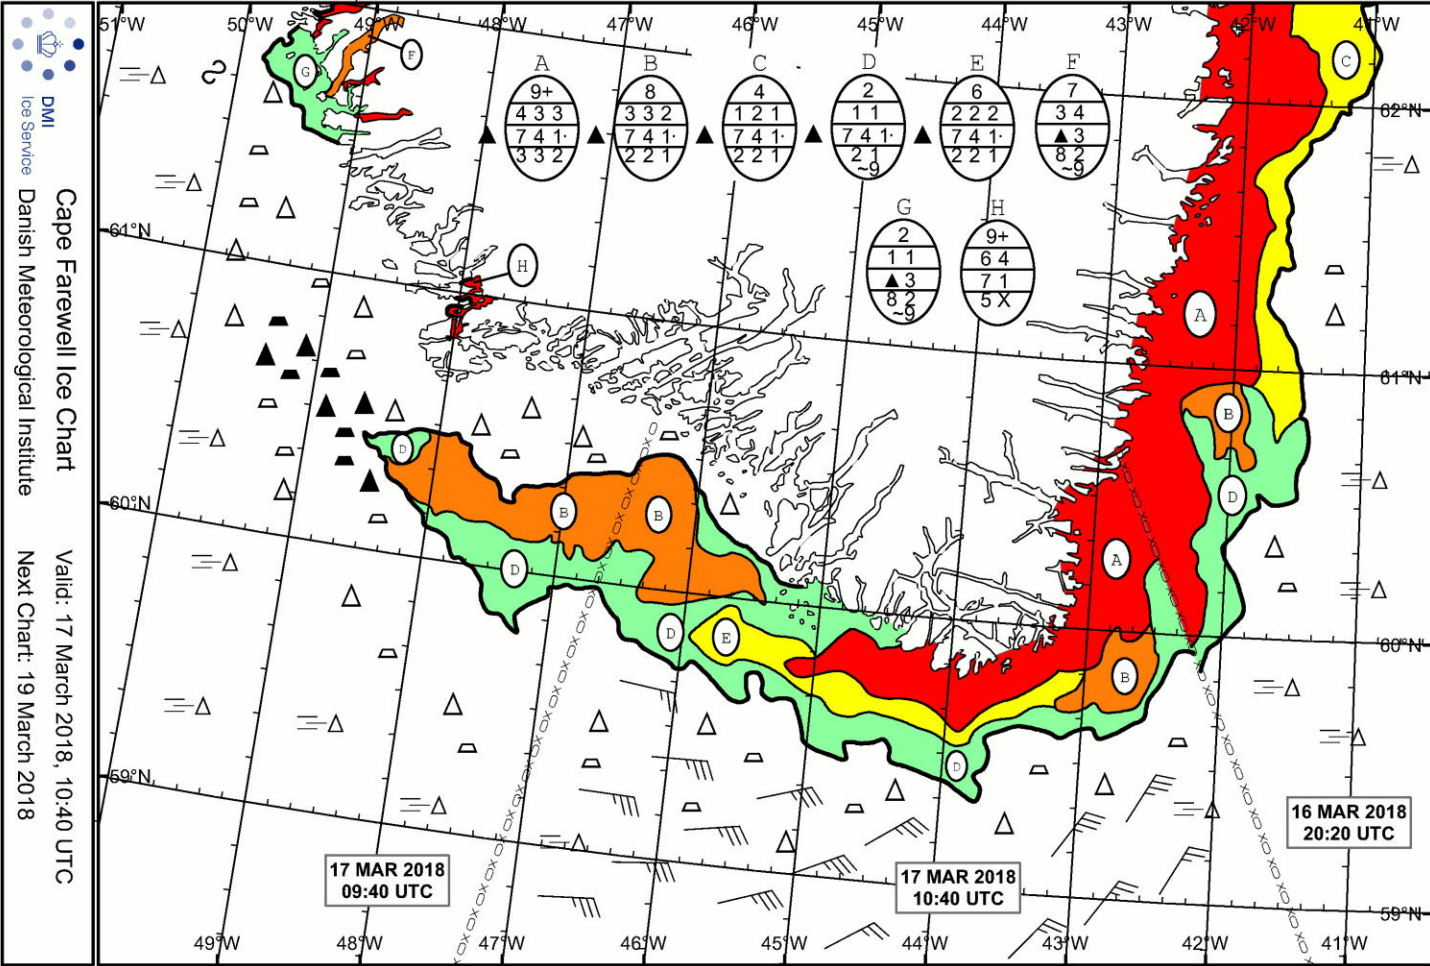 DMI
Ice Service
Danish Meteorological Institute
Cape Farewell Ice Chart
Valid: 17 March 2018, 10:40 UTC
Next Chart: 19 March 2018
51°W
50°W
49°W
48°W
47°W
46°W
45°W
44°W
43°W
42°W
41°W
A
9+
4 3 3
7 4 1·
3 3 2
B
8
3 3 2
7 4 1·
2 2 1
C
4
1 2 1
7 4 1·
2 2 1
D
2
1 1
7 4 1·
2 1
~9
E
6
2 2 2
7 4 1·
2 2 1
F
7
3 4
▲ 3
8 2
~9
G
2
1 1
▲ 3
8 2
~9
H
9+
6 4
7 1
5 X
G
F
C
62°N
61°N
H
A
61°N
B
D
60°N
B
B
D
D
A
D
E
60°N
B
D
59°N
16 MAR 2018
20:20 UTC
17 MAR 2018
09:40 UTC
17 MAR 2018
10:40 UTC
59°N
49°W
48°W
47°W
46°W
45°W
44°W
43°W
42°W
41°W